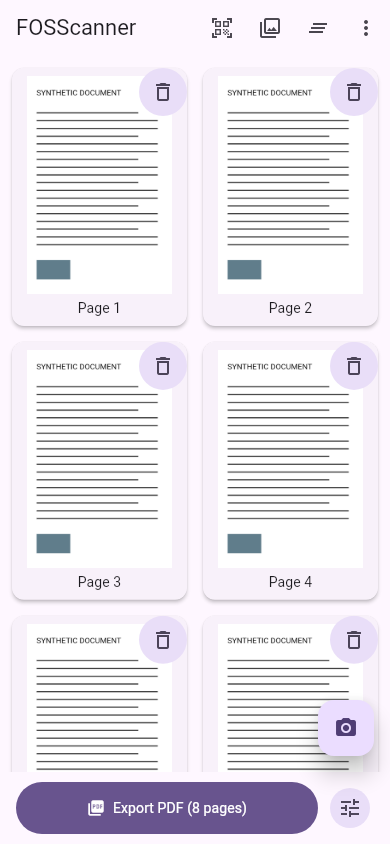 FOSScanner
SYNTHETIC DOCUMENT
SYNTHETIC DOCUMENT
Page 1
Page 2
SYNTHETIC DOCUMENT
SYNTHETIC DOCUMENT
Page 3
Page 4
SYNTHETIC DOCUMENT
SYNTHETIC DOCUMENT
PDF Export PDF (8 pages)